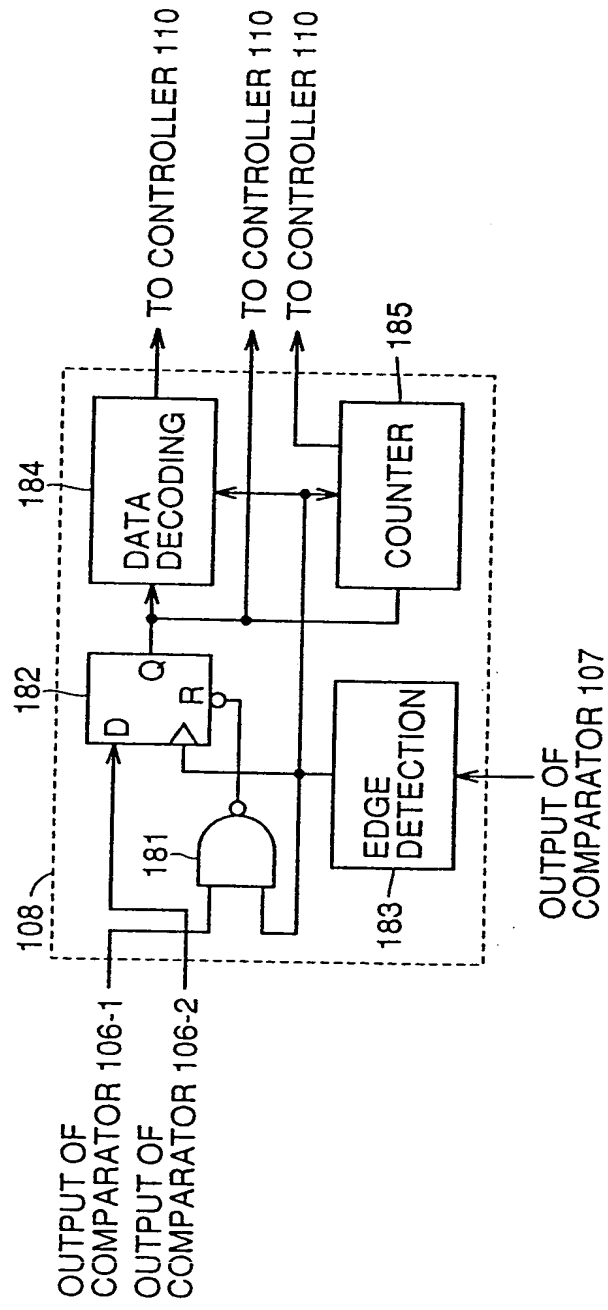 108
OUTPUT OF
COMPARATOR 106-1
OUTPUT OF
COMPARATOR 106-2
181
182
D
Q
R
184
DATA
DECODING
TO CONTROLLER 110
TO CONTROLLER 110
TO CONTROLLER 110
185
COUNTER
EDGE
DETECTION
183
OUTPUT OF
COMPARATOR 107